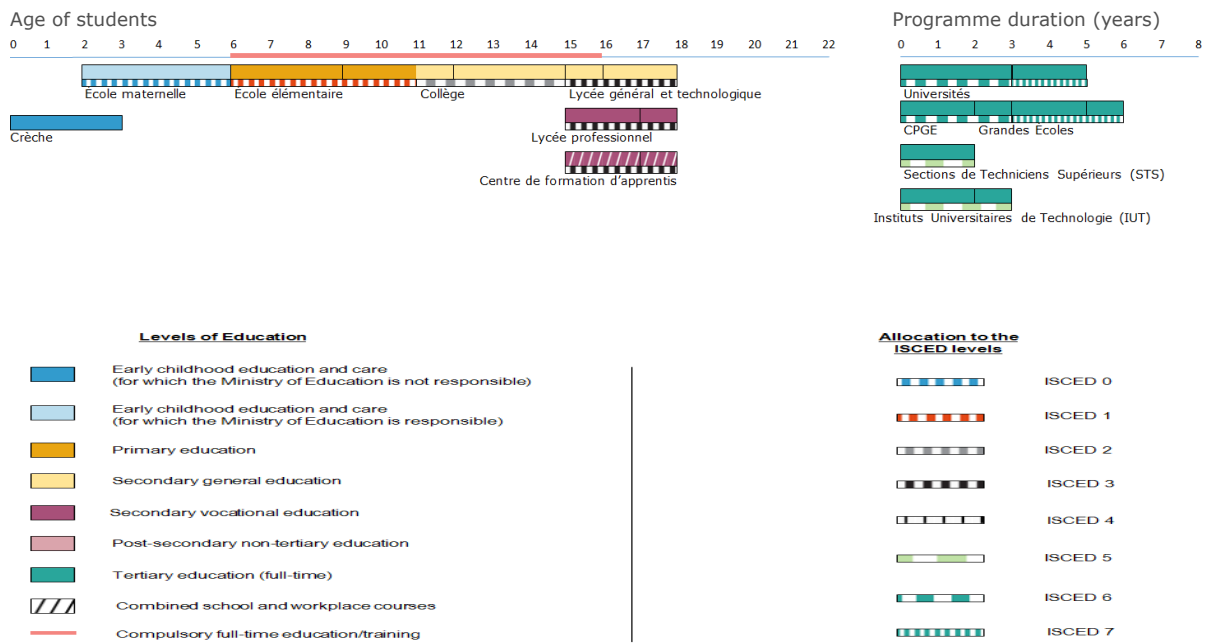 Age of students
Programme duration (years)
0 1 2 3 4 5 6 7 8 9 10 11 12 13 14 15 16 17 18 19 20 21 22
0 1 2 3 4 5 6 7 8
École maternelle
École élémentaire
Collège
Lycée général et technologique
Crèche
Lycée professionnel
Centre de formation d'apprentis
Universités
CPGE
Grandes Écoles
Sections de Techniciens Supérieurs (STS)
Instituts Universitaires de Technologie (IUT)
Levels of Education
Early childhood education and care
(for which the Ministry of Education is not responsible)
Early childhood education and care
(for which the Ministry of Education is responsible)
Primary education
Secondary general education
Secondary vocational education
Post-secondary non-tertiary education
Tertiary education (full-time)
Combined school and workplace courses
Compulsory full-time education/training
Allocation to the
ISCED levels
ISCED 0
ISCED 1
ISCED 2
ISCED 3
ISCED 4
ISCED 5
ISCED 6
ISCED 7